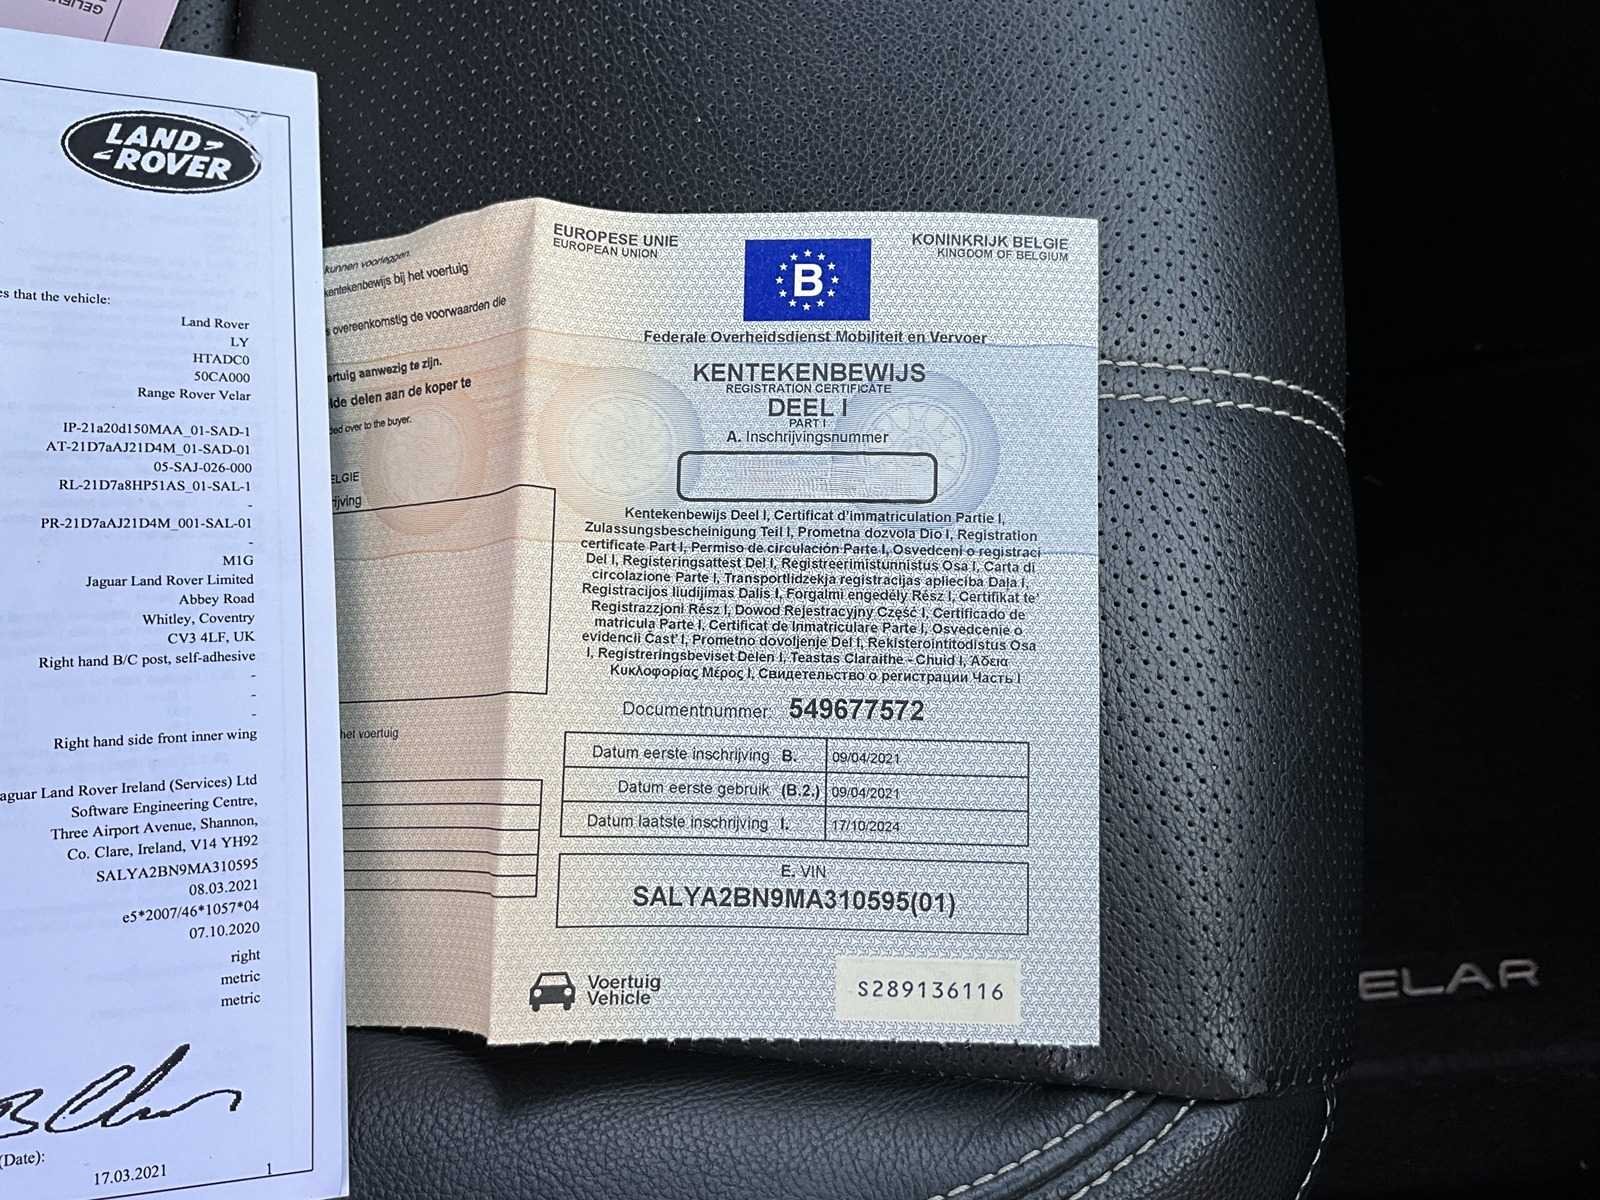 GELIE
LAND
ROVER
es that the vehicle:
Land Rover
LY
HTADC0
50CA000
Range Rover Velar
IP-21a20d150MAA_01-SAD-1
AT-21D7aAJ21D4M_01-SAD-01
05-SAJ-026-000
RL-21D7a8HP51AS_01-SAL-1
-
PR-21D7aAJ21D4M_001-SAL-01
-
M1G
Jaguar Land Rover Limited
Abbey Road
Whitley, Coventry
CV3 4LF, UK
Right hand B/C post, self-adhesive
-
-
-
Right hand side front inner wing
aguar Land Rover Ireland (Services) Ltd
Software Engineering Centre,
Three Airport Avenue, Shannon,
Co. Clare, Ireland, V14 YH92
SALYA2BN9MA310595
08.03.2021
e5*2007/46*1057*04
07.10.2020
right
metric
metric
(Date):
17.03.2021
1
kunnen voorleggen.
kentekenbewijs bij het voertuig
s overeenkomstig de voorwaarden die
ertuig aanwezig te zijn.
lde delen aan de koper te
ded over to the buyer.
ELGIE
ijving
het voertuig
EUROPESE UNIE
EUROPEAN UNION
B
KONINKRIJK BELGIE
KINGDOM OF BELGIUM
Federale Overheidsdienst Mobiliteit en Vervoer
KENTEKENBEWIJS
REGISTRATION CERTIFICATE
DEEL I
PART I
A. Inschrijvingsnummer
Kentekenbewijs Deel I, Certificat d'immatriculation Partie I,
Zulassungsbescheinigung Teil I, Prometna dozvola Dio I, Registration
certificate Part I, Permiso de circulación Parte I, Osvedceni o registraci
Del I, Registeringsattest Del I, Registreerimistunnistus Osa I, Carta di
circolazione Parte I, Transportlidzekja registracijas aplieciba Daļa I,
Registracijos liudijimas Dalis I, Forgalmi engedély Rész I, Certifikat te'
Registrazzjoni Rész I, Dowod Rejestracyjny Część I, Certificado de
matricula Parte I, Certificat de înmatriculare Parte I, Osvedcenie o
evidencii Cast' I, Prometno dovoljenje Del I, Rekisteröintitodistus Osa
I, Registreringsbeviset Delen I, Teastas Claraithe - Chuid I, Άδεια
Κυκλοφορίας Μέρος I, Свидетельство о регистрации Часть I
Documentnummer: 549677572
Datum eerste inschrijving B. 09/04/2021
Datum eerste gebruik (B.2.) 09/04/2021
Datum laatste inschrijving I. 17/10/2024
E. VIN
SALYA2BN9MA310595(01)
Voertuig
Vehicle
S289136116
ELAR